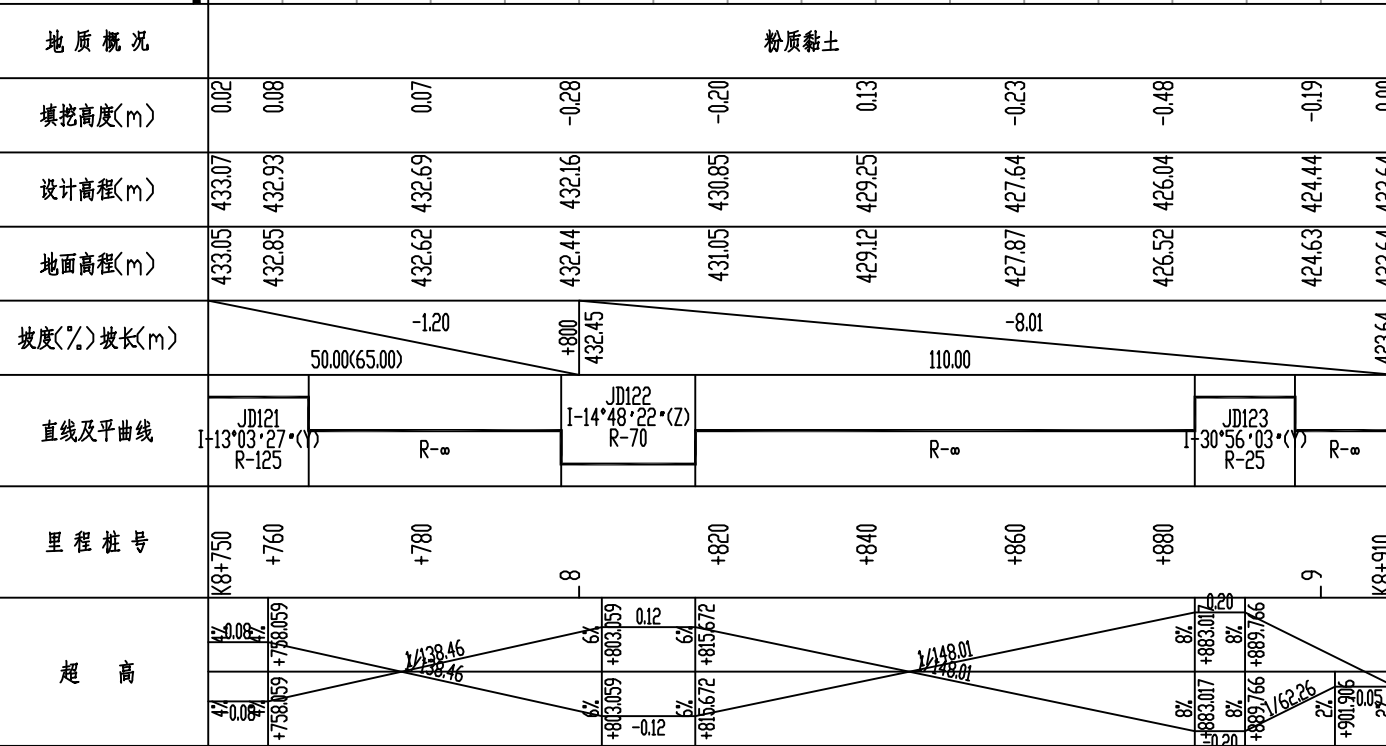 地质概况 粉质黏土
填挖高度(m) 0.02 0.08 0.07 -0.28 -0.20 0.13 -0.23 -0.48 -0.19
设计高程(m) 433.07 432.93 432.69 432.16 430.85 429.25 427.64 426.04 424.44
地面高程(m) 433.05 432.85 432.62 432.44 431.05 429.12 427.87 426.52 424.63
坡度(%)坡长(m) -1.20 50.00(65.00) +800 432.45 -8.01 110.00 423.64
直线及平曲线
JD121
I-13°03′27″(Y)
R-125
R-∞
JD122
I-14°48′22″(Z)
R-70
R-∞
JD123
I-30°56′03″(Y)
R-25
R-∞
里程桩号 K8+750 +760 +780 8 +820 +840 +860 +880 9 K8+910
超高
4% 0.08 4% +758.059 1/138.46 6% +803.059 0.12 6% +815.672 1/148.01 8% +883.017 0.20 8% +889.766
4% -0.08 4% +758.059 1/138.46 6% +803.059 -0.12 6% +815.672 1/148.01 8% +883.017 -0.20 8% +889.766 1/62.26 2% +901.906 -0.05 2%